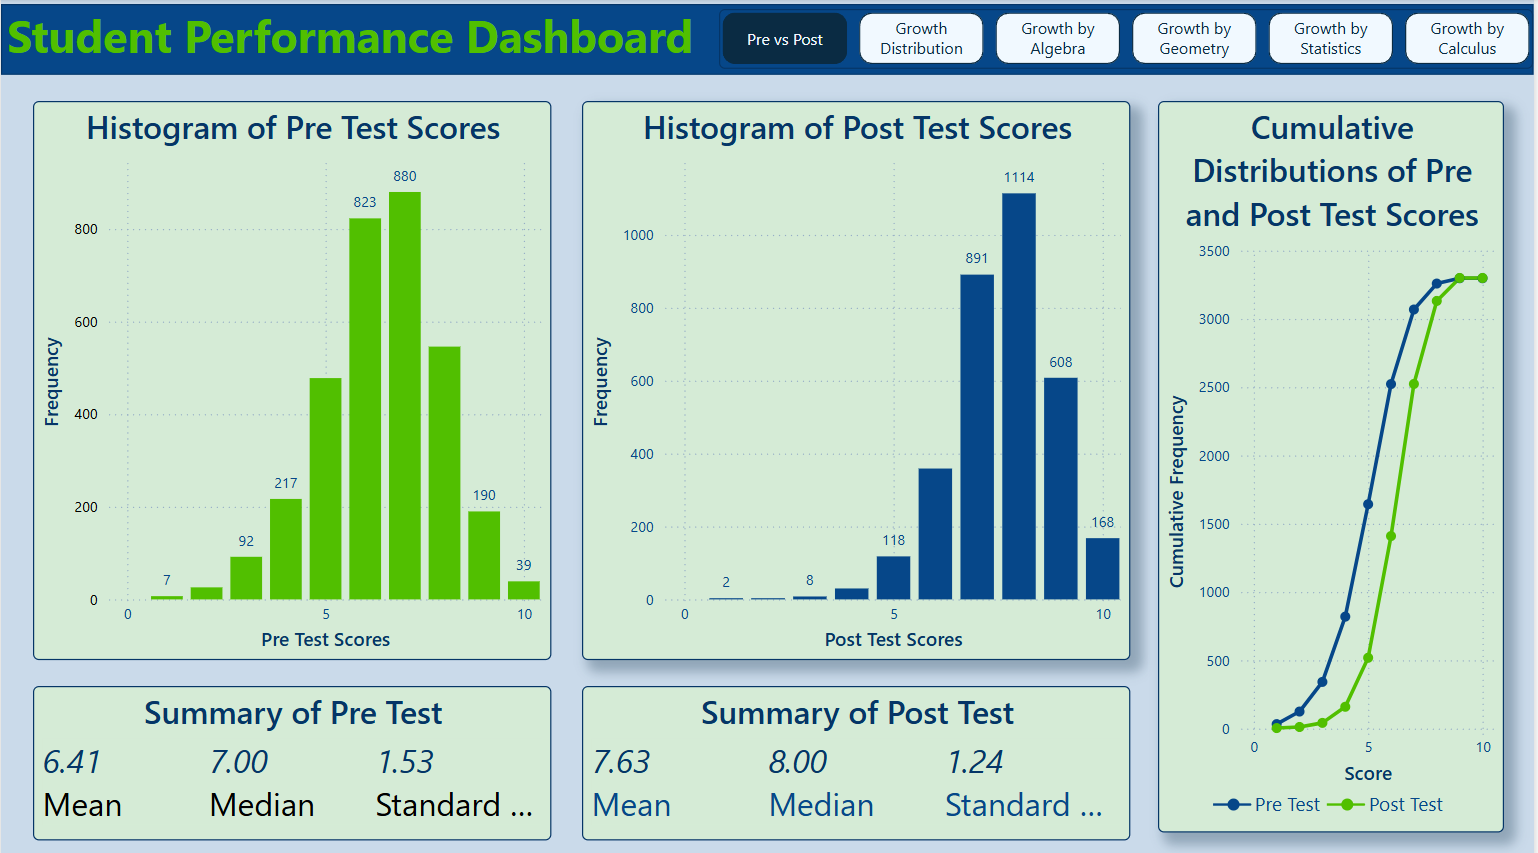 Student Performance Dashboard
Pre vs Post
Growth
Distribution
Growth by
Algebra
Growth by
Geometry
Growth by
Statistics
Growth by
Calculus
Histogram of Pre Test Scores
880
823
800
600
400
217
200
190
92
39
7
0
0
5
10
Frequency
Pre Test Scores
Histogram of Post Test Scores
1114
1000
891
800
608
600
400
200
168
118
2
8
0
0
5
10
Frequency
Post Test Scores
Cumulative
Distributions of Pre
and Post Test Scores
3500
3000
2500
2000
1500
1000
500
0
0
5
10
Cumulative Frequency
Score
Pre Test
Post Test
Summary of Pre Test
6.41 7.00 1.53
Mean Median Standard ...
Summary of Post Test
7.63 8.00 1.24
Mean Median Standard ...